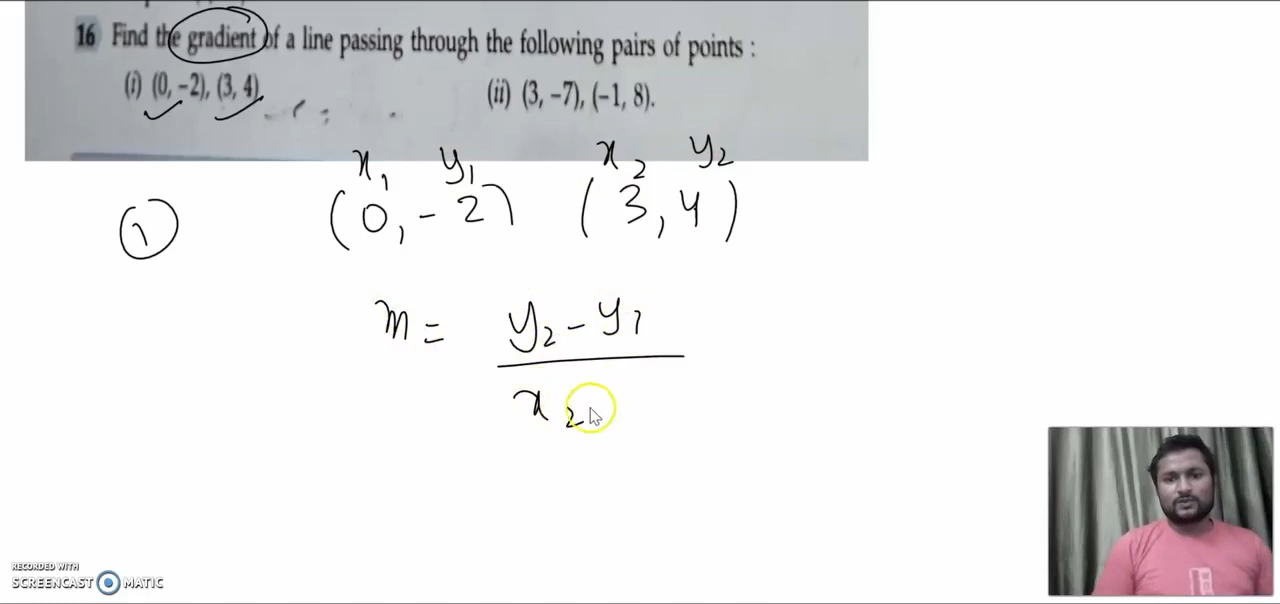 16 Find the gradient of a line passing through the following pairs of points :
(i) (0, −2), (3, 4) (ii) (3, −7), (−1, 8).
x1 y1 x2 y2
① (0, -2) (3, 4)
m = y2 - y1
x2
RECORDED WITH
SCREENCAST MATIC